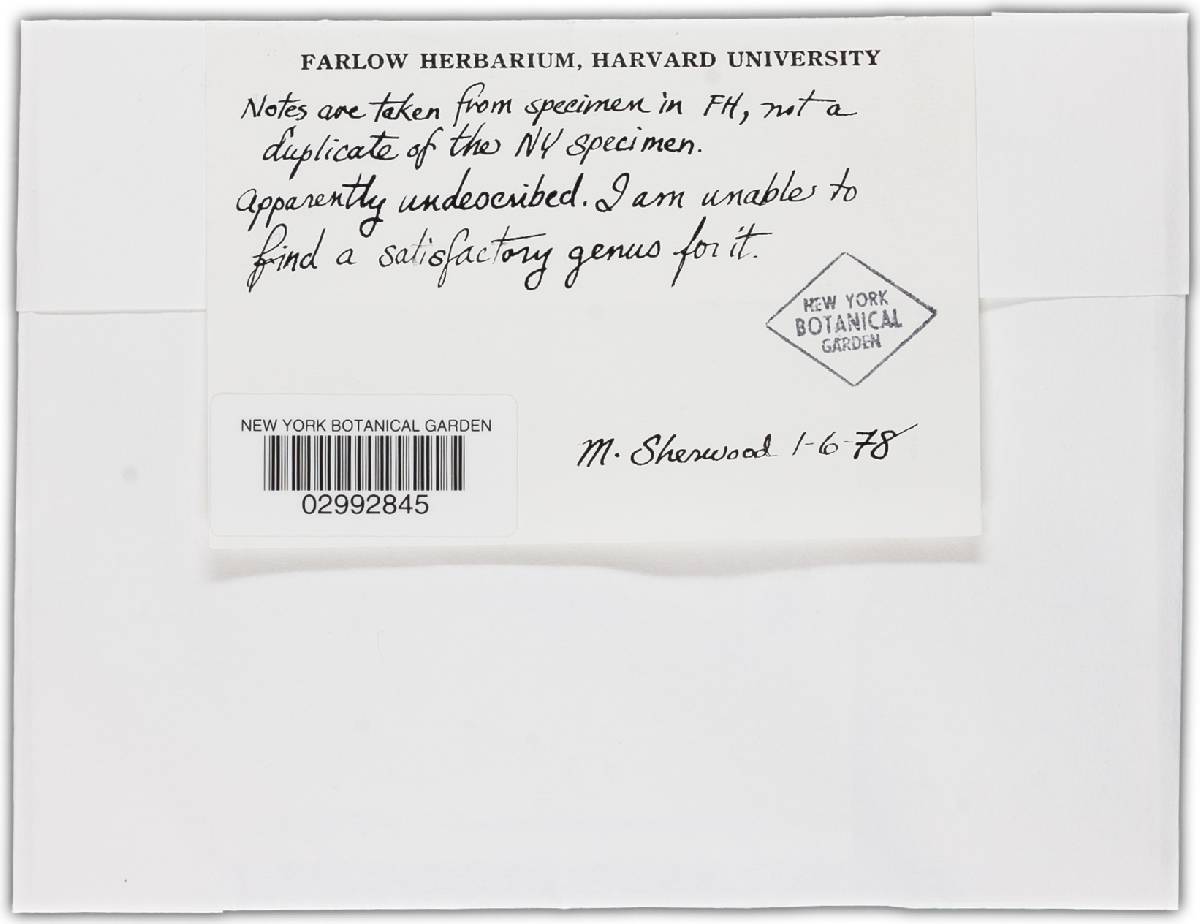 FARLOW HERBARIUM, HARVARD UNIVERSITY
Notes are taken from specimen in FH, not a
duplicate of the NY specimen.
Apparently undescribed. I am unable to
find a satisfactory genus for it.
NEW YORK
BOTANICAL
GARDEN
NEW YORK BOTANICAL GARDEN
02992845
M. Sherwood 1-6-78